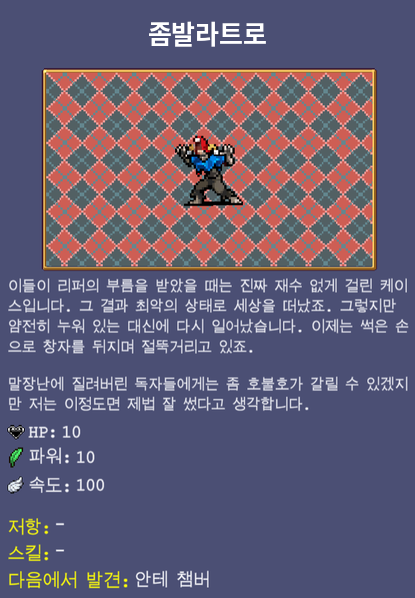 좀발라트로
이들이 리퍼의 부름을 받았을 때는 진짜 재수 없게 걸린 케이
스입니다. 그 결과 최악의 상태로 세상을 떠났죠. 그렇지만
얌전히 누워 있는 대신에 다시 일어났습니다. 이제는 썩은 손
으로 창자를 뒤지며 절뚝거리고 있죠.
말장난에 질려버린 독자들에게는 좀 호불호가 갈릴 수 있겠지
만 저는 이정도면 제법 잘 썼다고 생각합니다.
HP: 10
파워: 10
속도: 100
저항: -
스킬: -
다음에서 발견: 안테 챔버